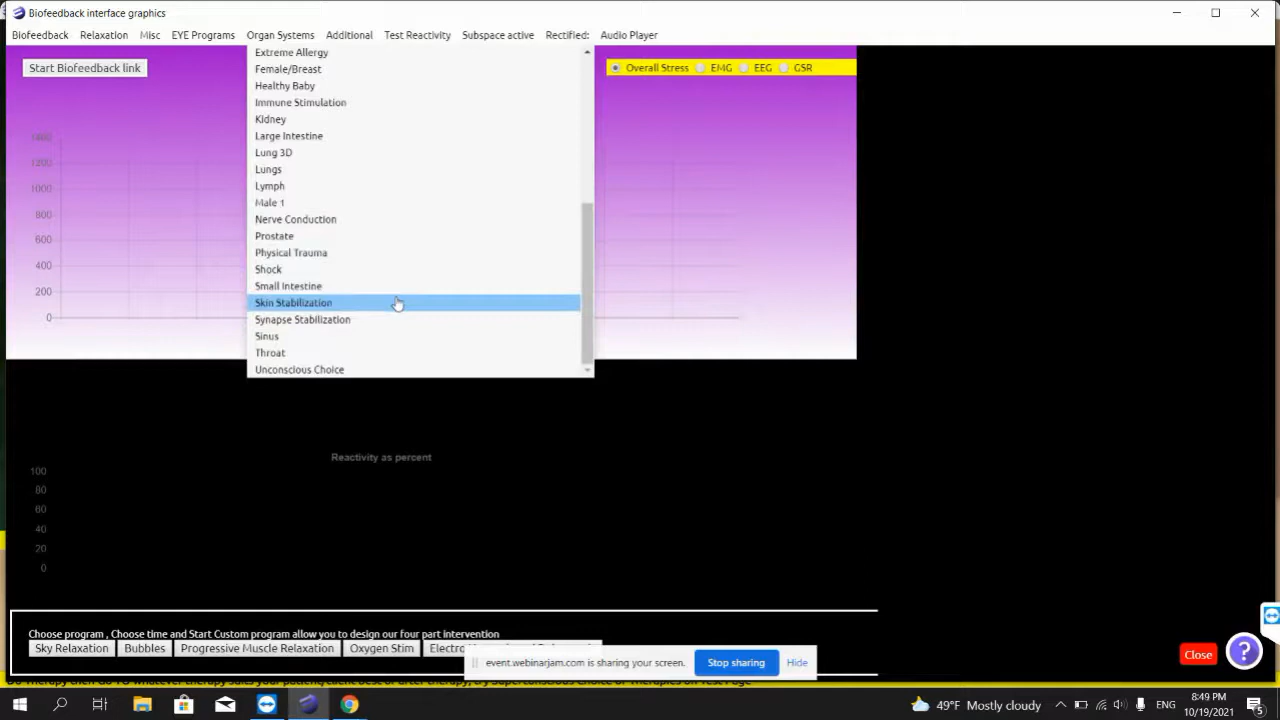 Biofeedback interface graphics
Biofeedback Relaxation Misc EYE Programs Organ Systems Additional Test Reactivity Subspace active Rectified: Audio Player
Start Biofeedback link
Overall Stress EMG EEG GSR
Extreme Allergy
Female/Breast
Healthy Baby
Immune Stimulation
Kidney
Large Intestine
Lung 3D
Lungs
Lymph
Male 1
Nerve Conduction
Prostate
Physical Trauma
Shock
Small Intestine
Skin Stabilization
Synapse Stabilization
Sinus
Throat
Unconscious Choice
1400
1200
1000
800
600
400
200
0
Reactivity as percent
100
80
60
40
20
0
Choose program , Choose time and Start Custom program allow you to design our four part intervention
Sky Relaxation Bubbles Progressive Muscle Relaxation Oxygen Stim
event.webinarjam.com is sharing your screen. Stop sharing Hide
Close
?
49°F Mostly cloudy
ENG
8:49 PM
10/19/2021
5